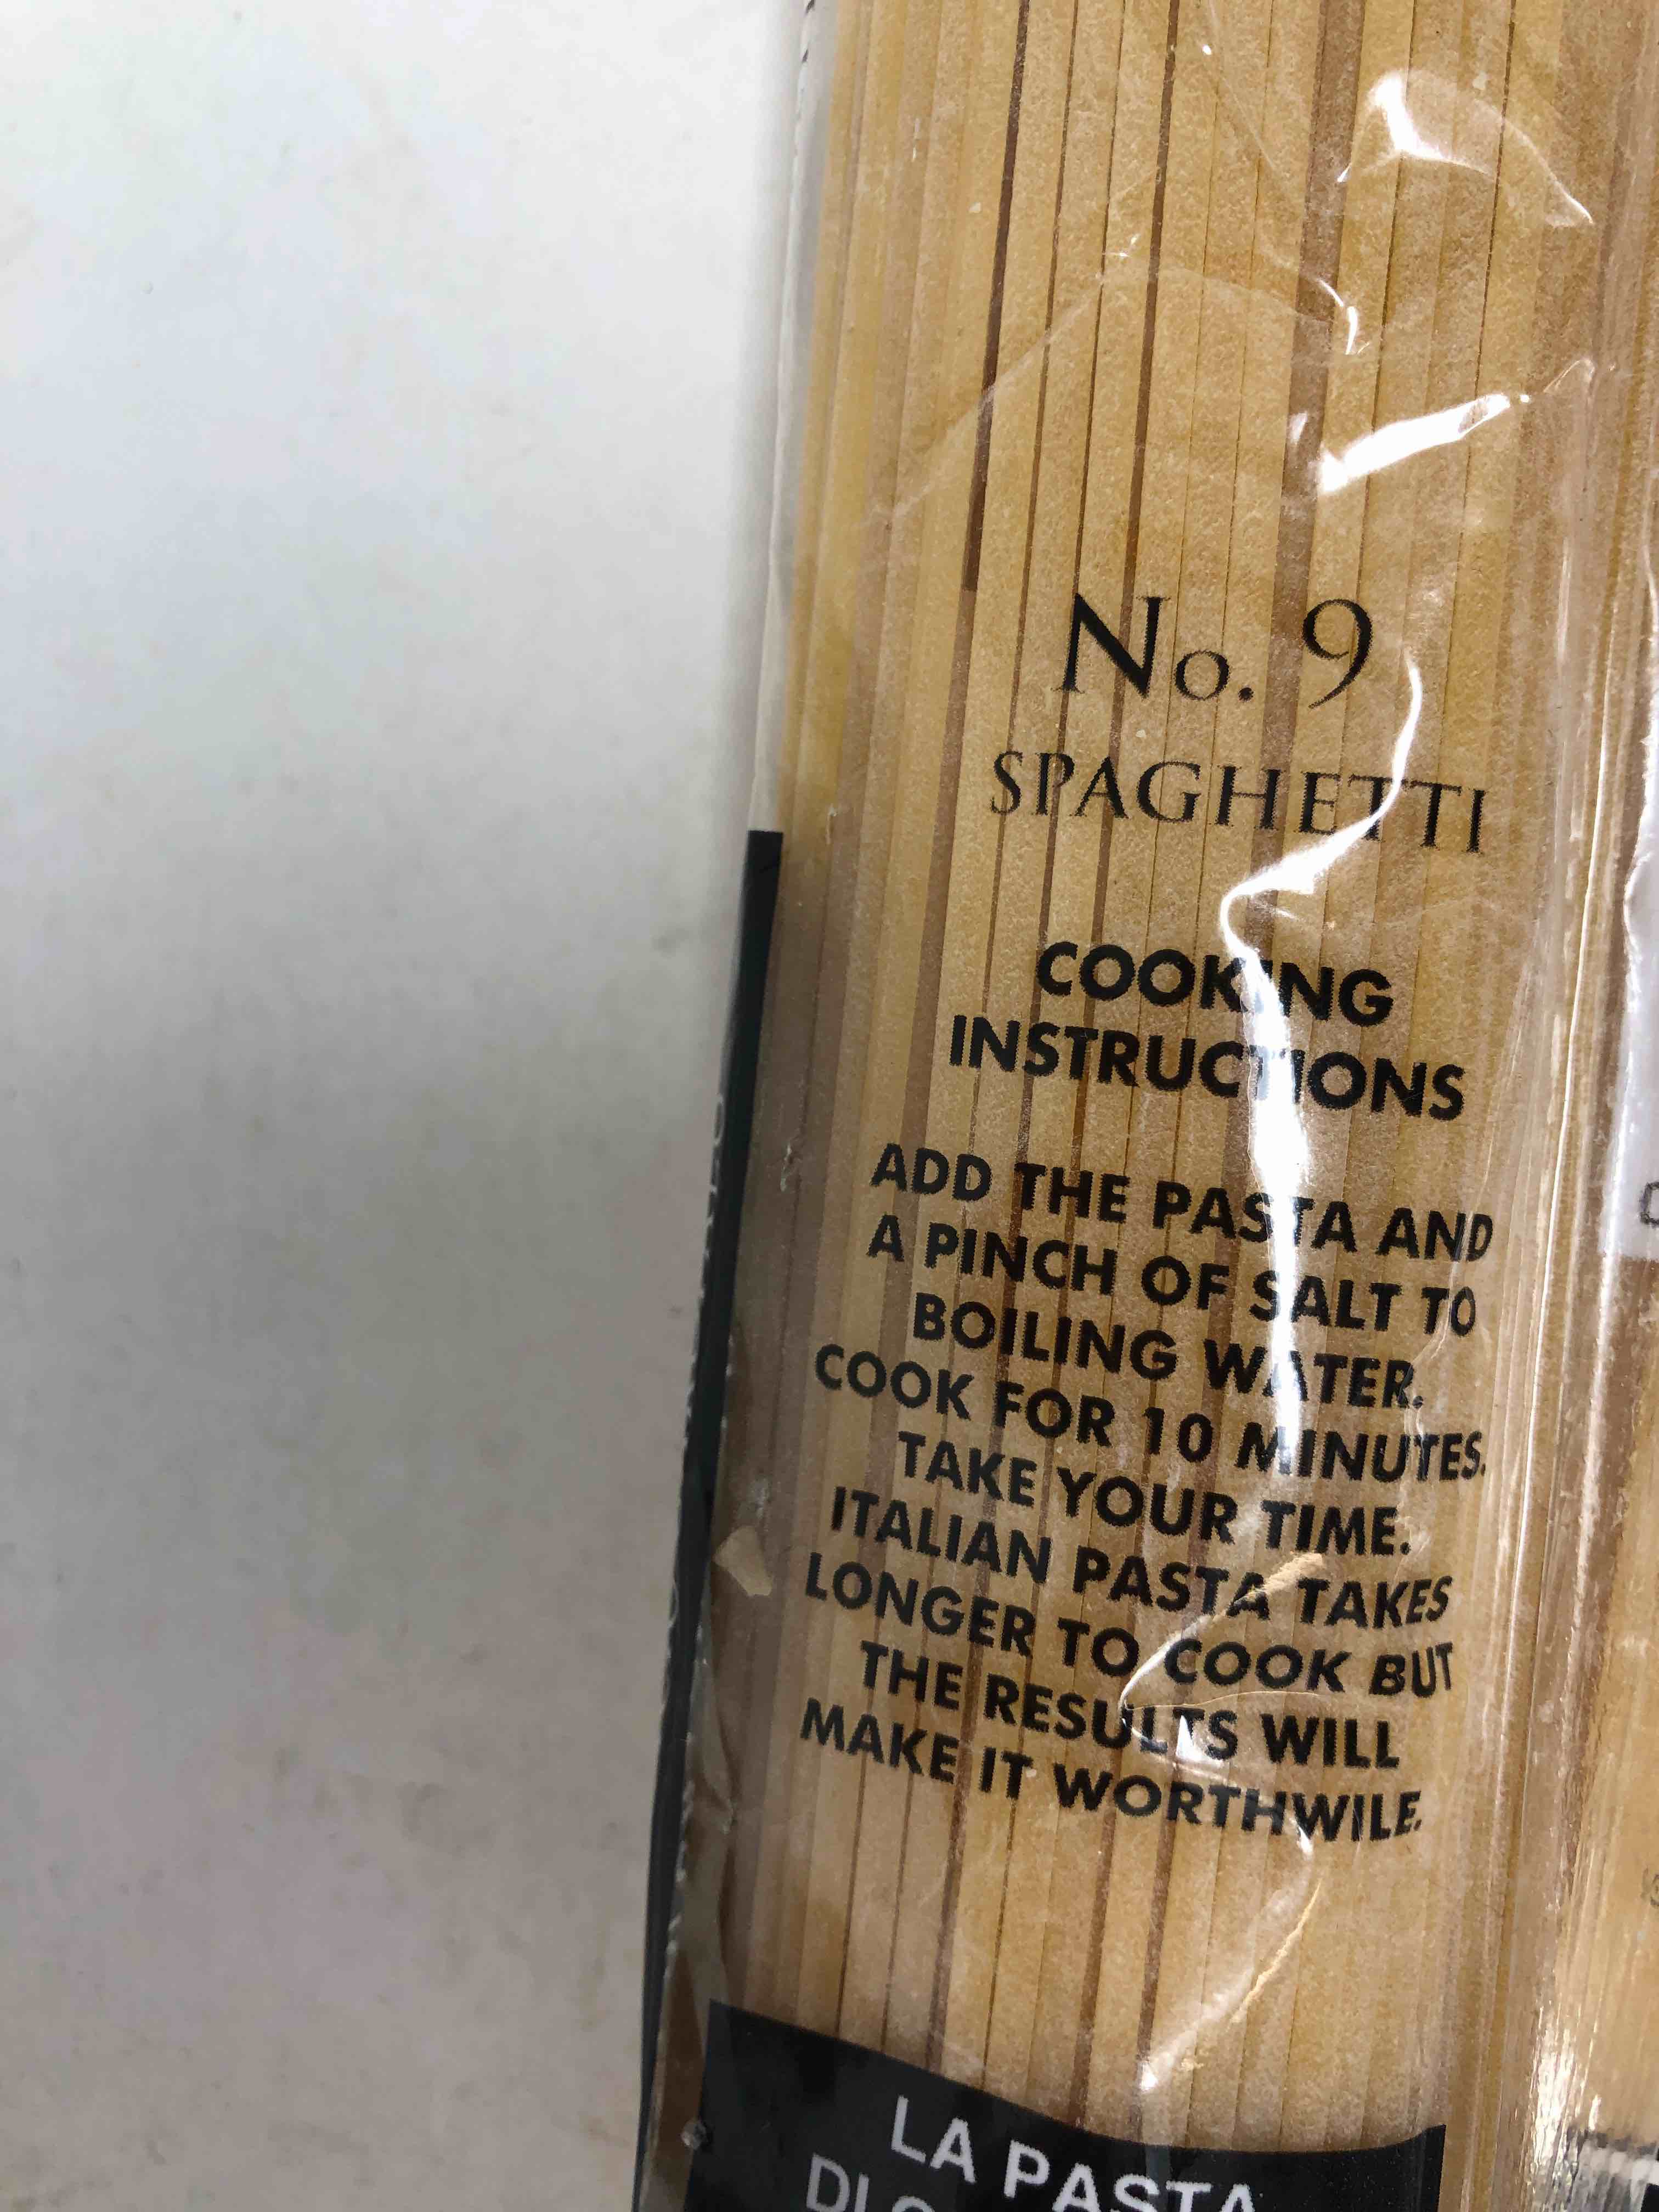 No. 9
SPAGHETTI
COOKING
INSTRUCTIONS
ADD THE PASTA AND
A PINCH OF SALT TO
BOILING WATER.
COOK FOR 10 MINUTES.
TAKE YOUR TIME.
ITALIAN PASTA TAKES
LONGER TO COOK BUT
THE RESULTS WILL
MAKE IT WORTHWILE.
LA PASTA
DI